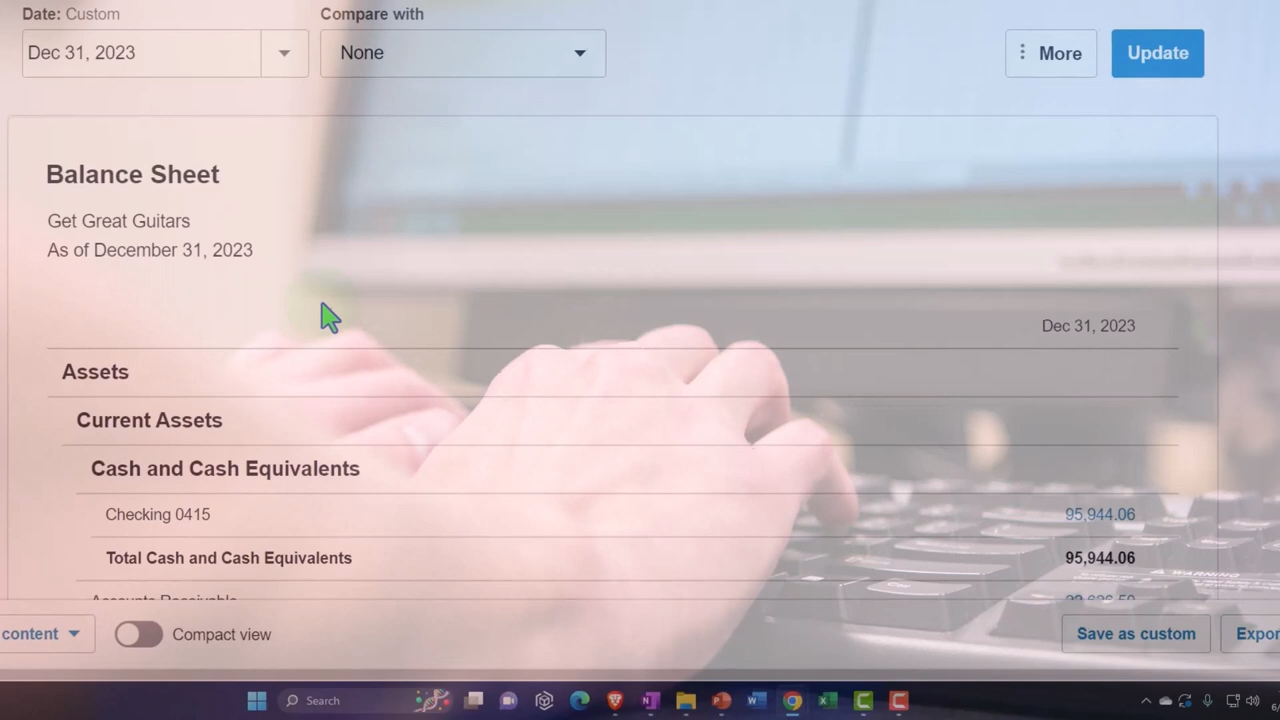 Date: Custom
Compare with
Dec 31, 2023
None
More
Update
Balance Sheet
Get Great Guitars
As of December 31, 2023
Dec 31, 2023
Assets
Current Assets
Cash and Cash Equivalents
Checking 0415
95,944.06
Total Cash and Cash Equivalents
95,944.06
Accounts Receivable
content
Compact view
Save as custom
Search